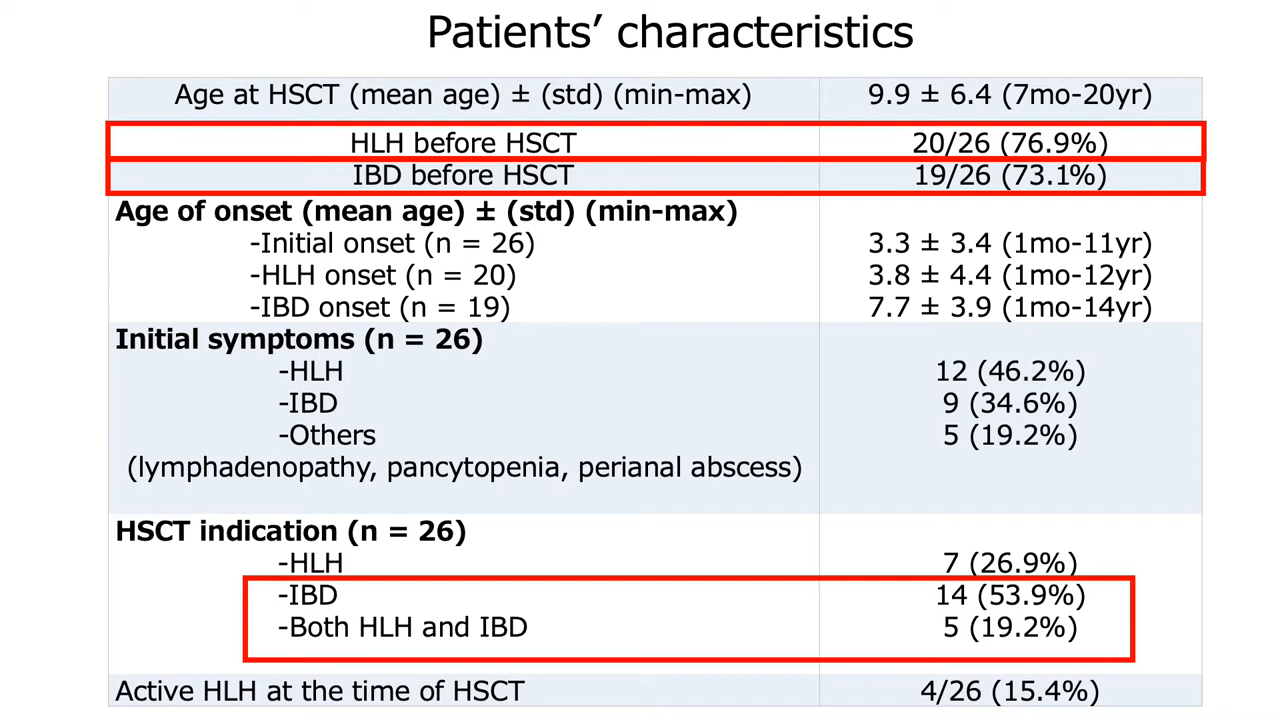 Patients’ characteristics
Age at HSCT (mean age) ± (std) (min-max) 9.9 ± 6.4 (7mo-20yr)
HLH before HSCT 20/26 (76.9%)
IBD before HSCT 19/26 (73.1%)
Age of onset (mean age) ± (std) (min-max)
-Initial onset (n = 26) 3.3 ± 3.4 (1mo-11yr)
-HLH onset (n = 20) 3.8 ± 4.4 (1mo-12yr)
-IBD onset (n = 19) 7.7 ± 3.9 (1mo-14yr)
Initial symptoms (n = 26)
-HLH 12 (46.2%)
-IBD 9 (34.6%)
-Others 5 (19.2%)
(lymphadenopathy, pancytopenia, perianal abscess)
HSCT indication (n = 26)
-HLH 7 (26.9%)
-IBD 14 (53.9%)
-Both HLH and IBD 5 (19.2%)
Active HLH at the time of HSCT 4/26 (15.4%)